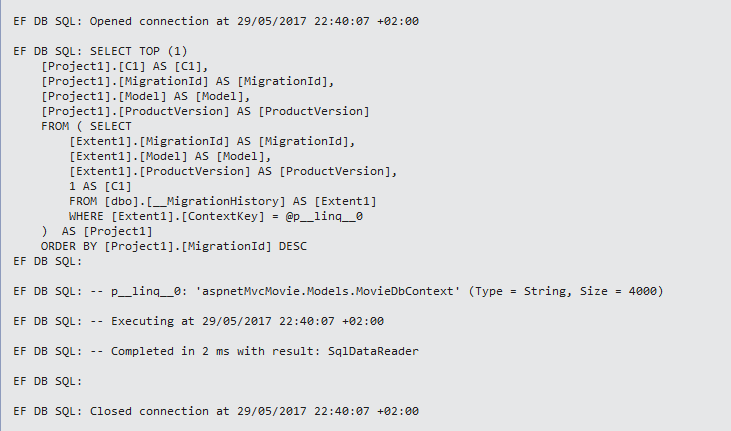 EF DB SQL: Opened connection at 29/05/2017 22:40:07 +02:00
EF DB SQL: SELECT TOP (1)
[Project1].[C1] AS [C1],
[Project1].[MigrationId] AS [MigrationId],
[Project1].[Model] AS [Model],
[Project1].[ProductVersion] AS [ProductVersion]
FROM ( SELECT
[Extent1].[MigrationId] AS [MigrationId],
[Extent1].[Model] AS [Model],
[Extent1].[ProductVersion] AS [ProductVersion],
1 AS [C1]
FROM [dbo].[__MigrationHistory] AS [Extent1]
WHERE [Extent1].[ContextKey] = @p__linq__0
)  AS [Project1]
ORDER BY [Project1].[MigrationId] DESC
EF DB SQL:
EF DB SQL: -- p__linq__0: 'aspnetMvcMovie.Models.MovieDbContext' (Type = String, Size = 4000)
EF DB SQL: -- Executing at 29/05/2017 22:40:07 +02:00
EF DB SQL: -- Completed in 2 ms with result: SqlDataReader
EF DB SQL:
EF DB SQL: Closed connection at 29/05/2017 22:40:07 +02:00